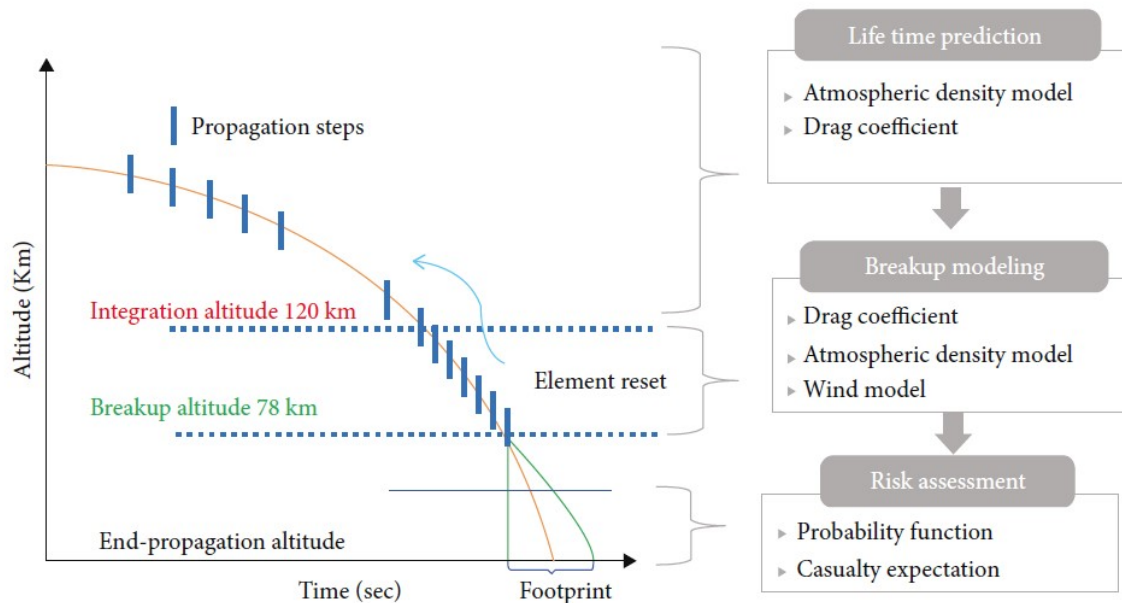 Life time prediction
Atmospheric density model
Drag coefficient
Propagation steps
Altitude (Km)
Integration altitude 120 km
Breakup altitude 78 km
Element reset
Breakup modeling
Drag coefficient
Atmospheric density model
Wind model
Risk assessment
Probability function
Casualty expectation
End-propagation altitude
Time (sec)
Footprint